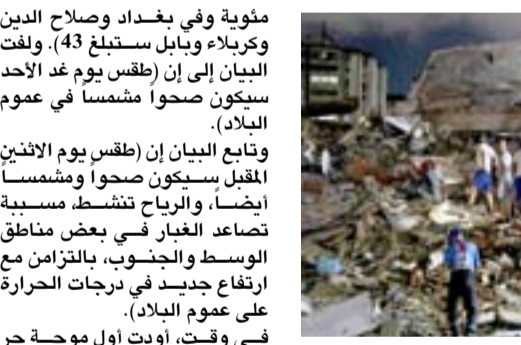 مئوية وفي بغداد وصلاح الدين
وكربلاء وبابل ستبلغ 43). ولفت
البيان إلى إن (طقس يوم غد الأحد
سيكون صحواً مشمساً في عموم
البلاد).
وتابع البيان إن (طقس يوم الاثنين
المقبل سيكون صحواً ومشمساً
أيضاً، والرياح تنشط، مسببة
تصاعد الغبار في بعض مناطق
الوسط والجنوب، بالتزامن مع
ارتفاع جديد في درجات الحرارة
على عموم البلاد).
في وقت، أودت أول موجة حر